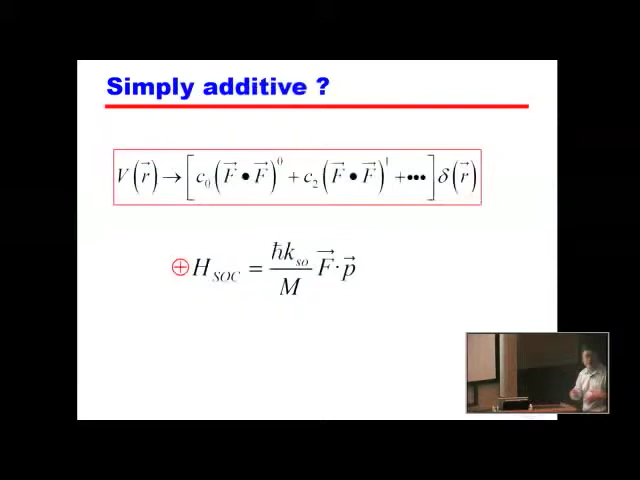 Simply additive ?
V(r⃗) → [c₀(F⃗ • F⃗)⁰ + c₂(F⃗ • F⃗)¹ + •••]δ(r⃗)
⊕ H_SOC = ħk_so / M F⃗ · p⃗